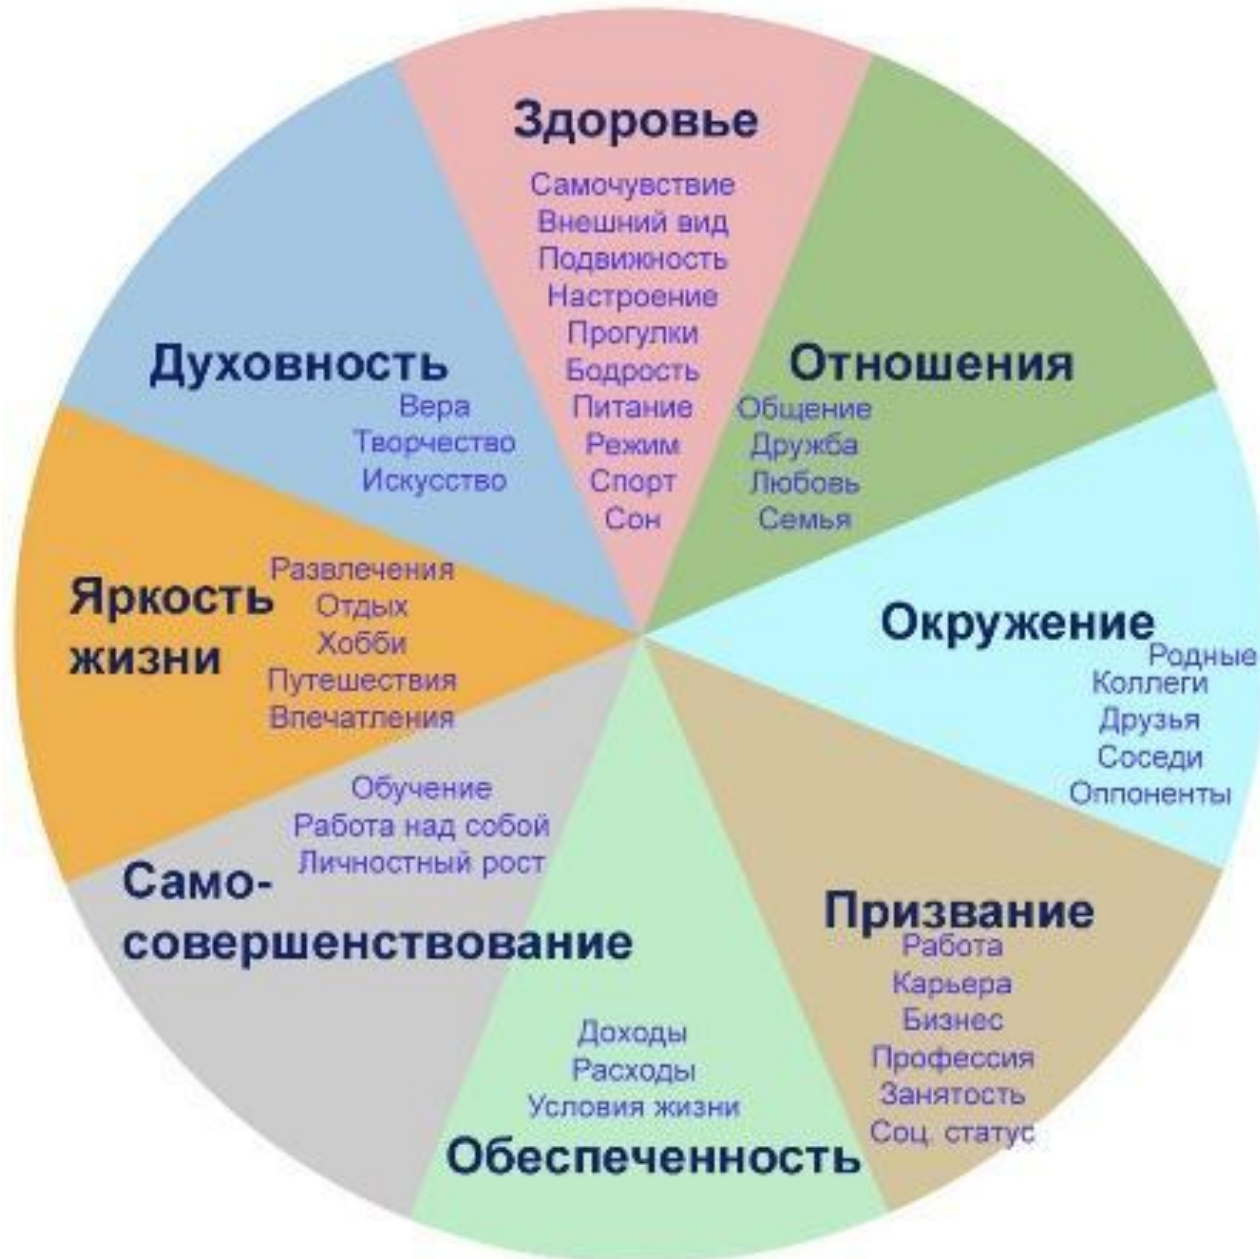 Здоровье
Самочувствие
Внешний вид
Подвижность
Настроение
Прогулки
Бодрость
Питание
Режим
Спорт
Сон
Отношения
Общение
Дружба
Любовь
Семья
Окружение
Родные
Коллеги
Друзья
Соседи
Оппоненты
Призвание
Работа
Карьера
Бизнес
Профессия
Занятость
Соц. статус
Доходы
Расходы
Условия жизни
Обеспеченность
Обучение
Работа над собой
Личностный рост
Само-
совершенствование
Яркость
жизни
Развлечения
Отдых
Хобби
Путешествия
Впечатления
Духовность
Вера
Творчество
Искусство